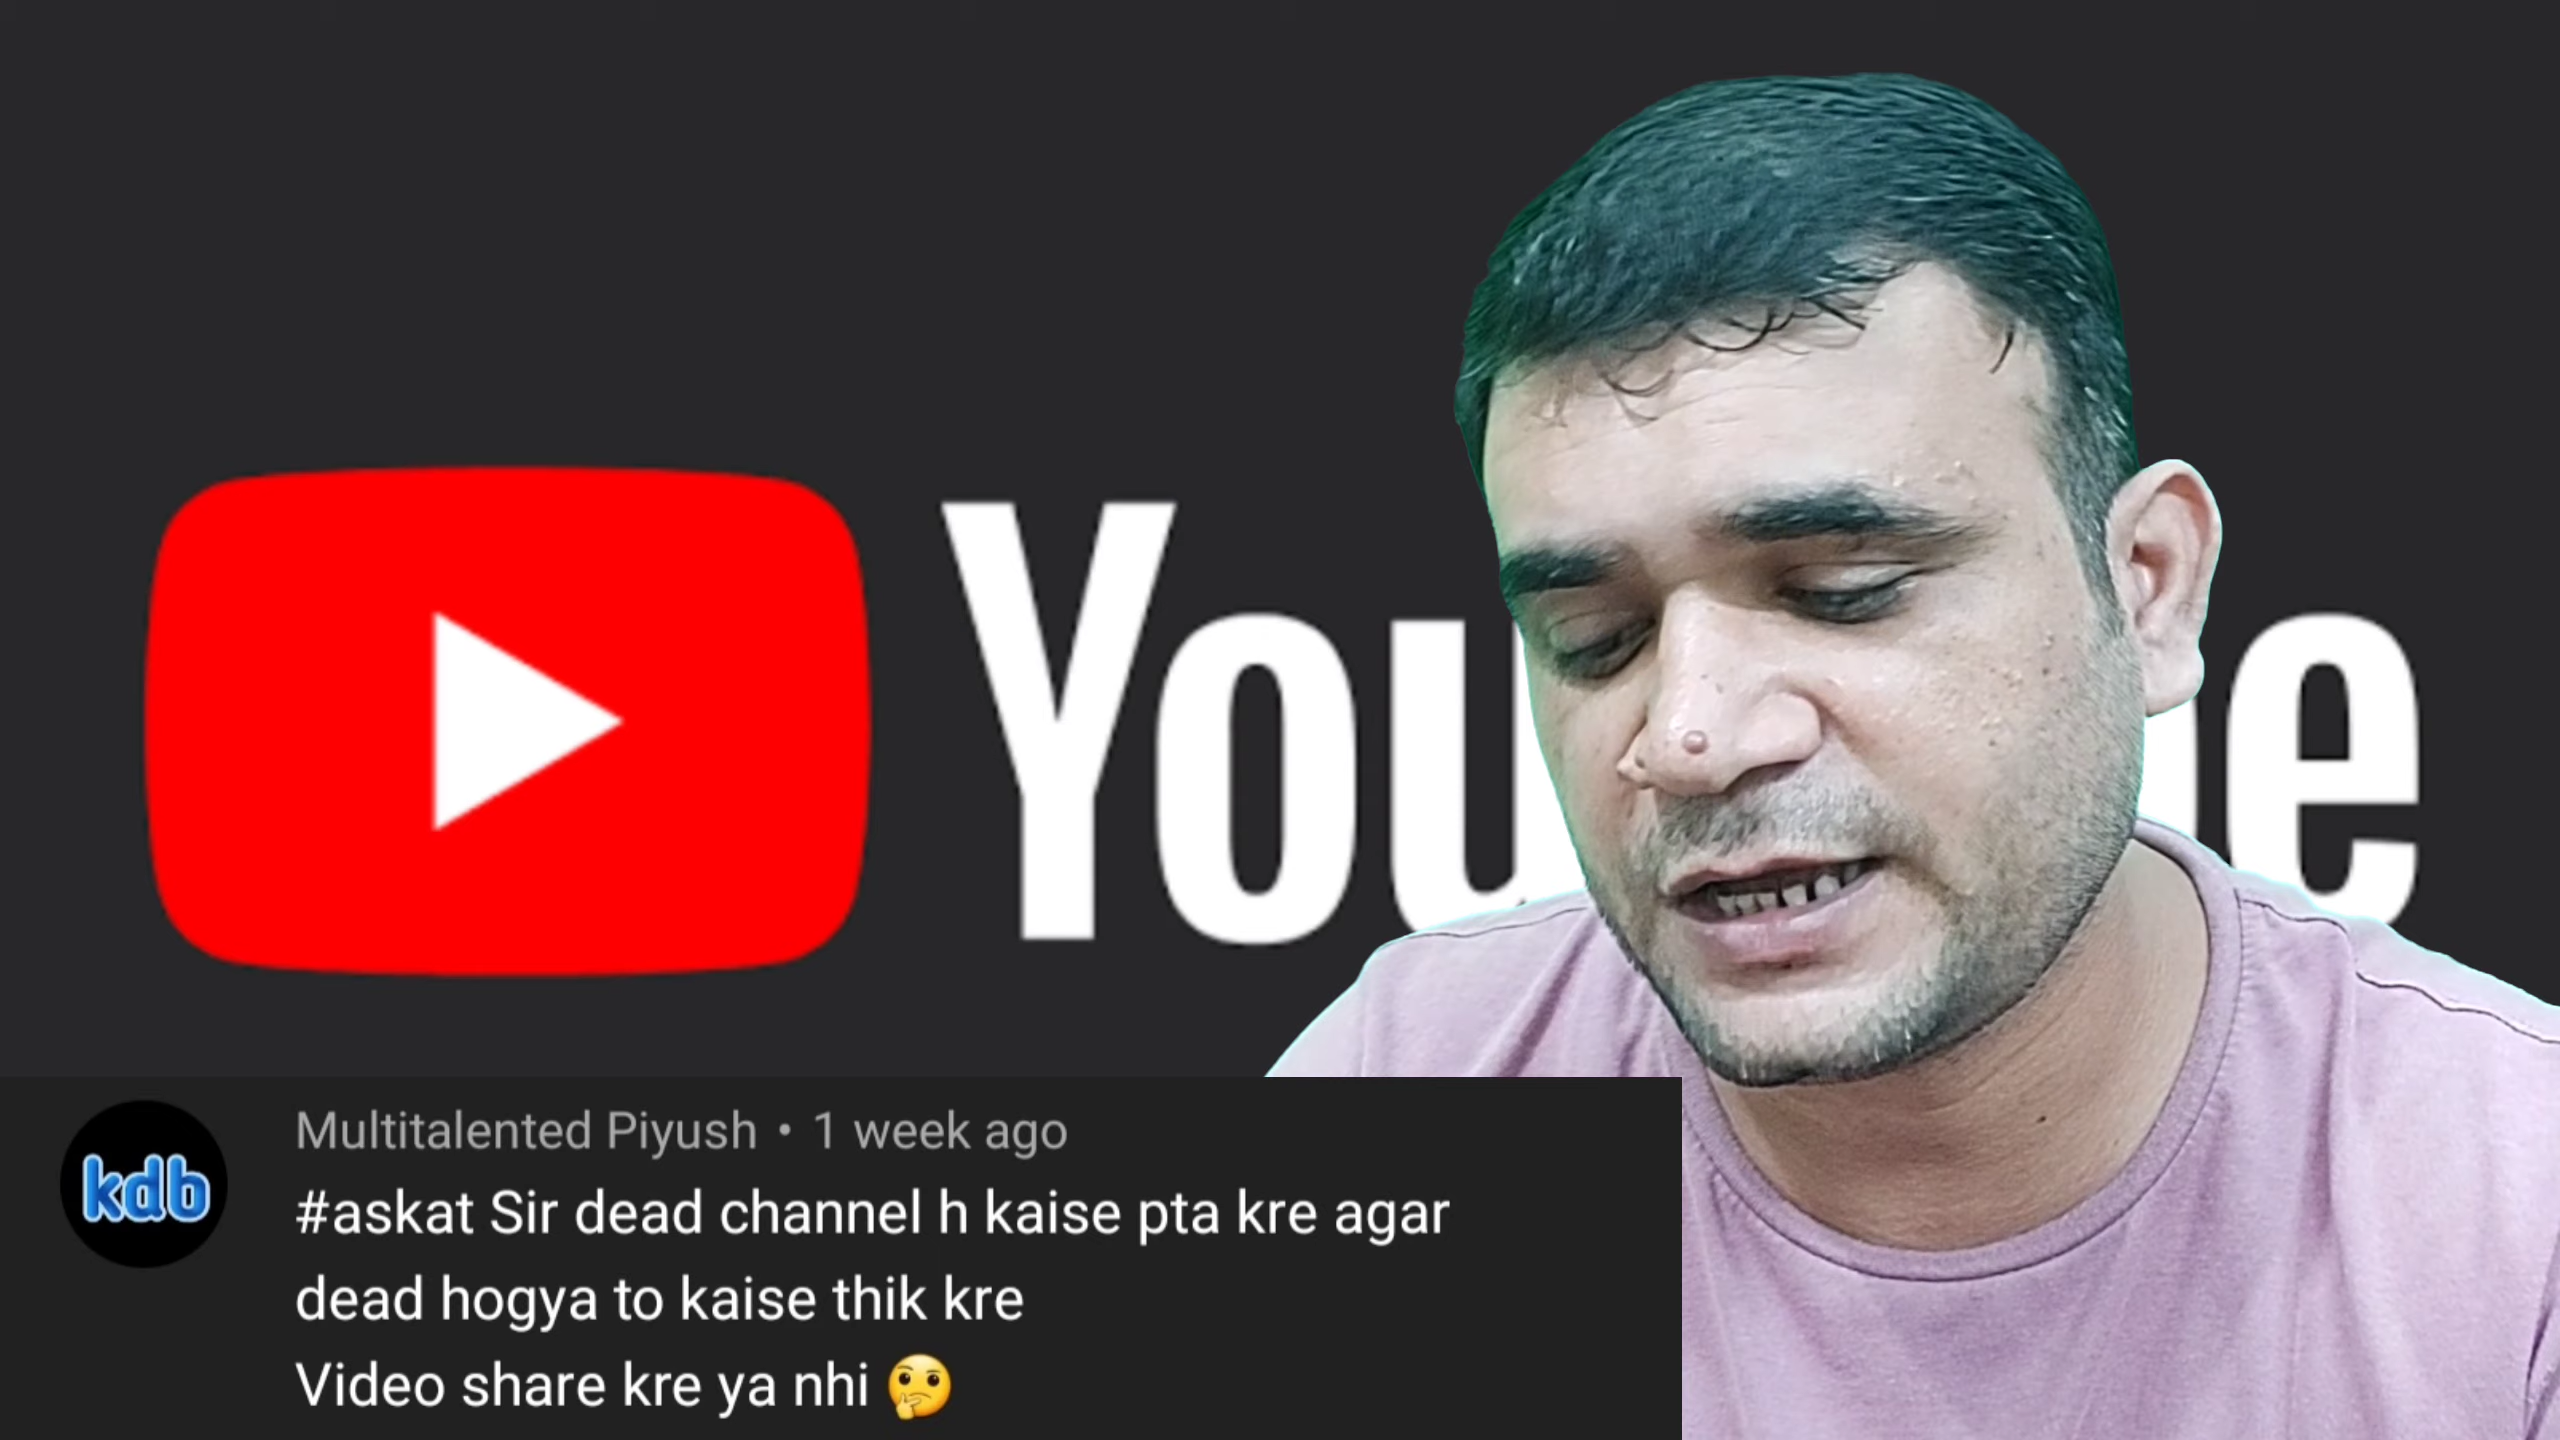 YouTube
kdb
Multitalented Piyush • 1 week ago
#askat Sir dead channel h kaise pta kre agar
dead hogya to kaise thik kre
Video share kre ya nhi 🤔